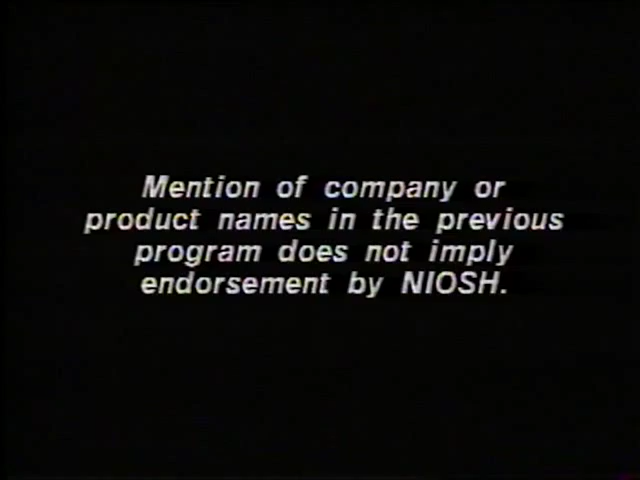 Mention of company or
product names in the previous
program does not imply
endorsement by NIOSH.